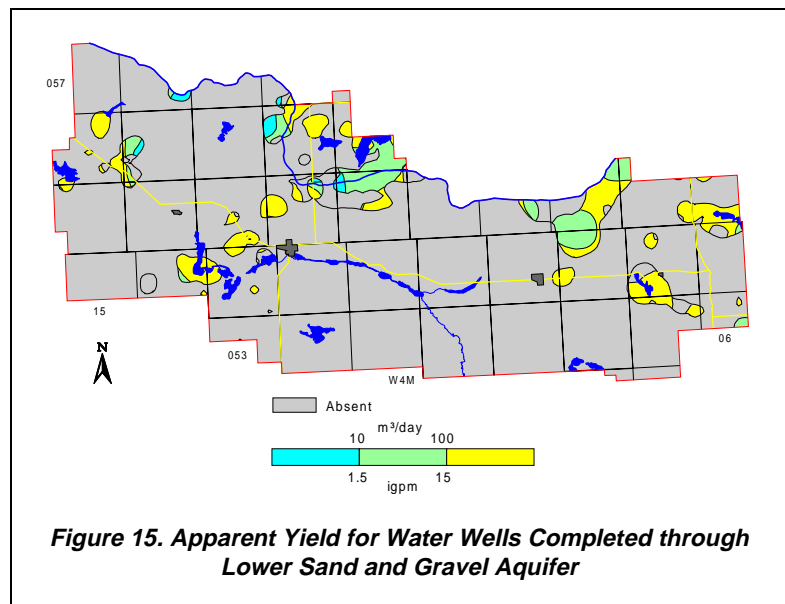 057
15
N
053
06
W4M
Absent
m³/day
10 100
1.5 15
igpm
Figure 15. Apparent Yield for Water Wells Completed through
Lower Sand and Gravel Aquifer